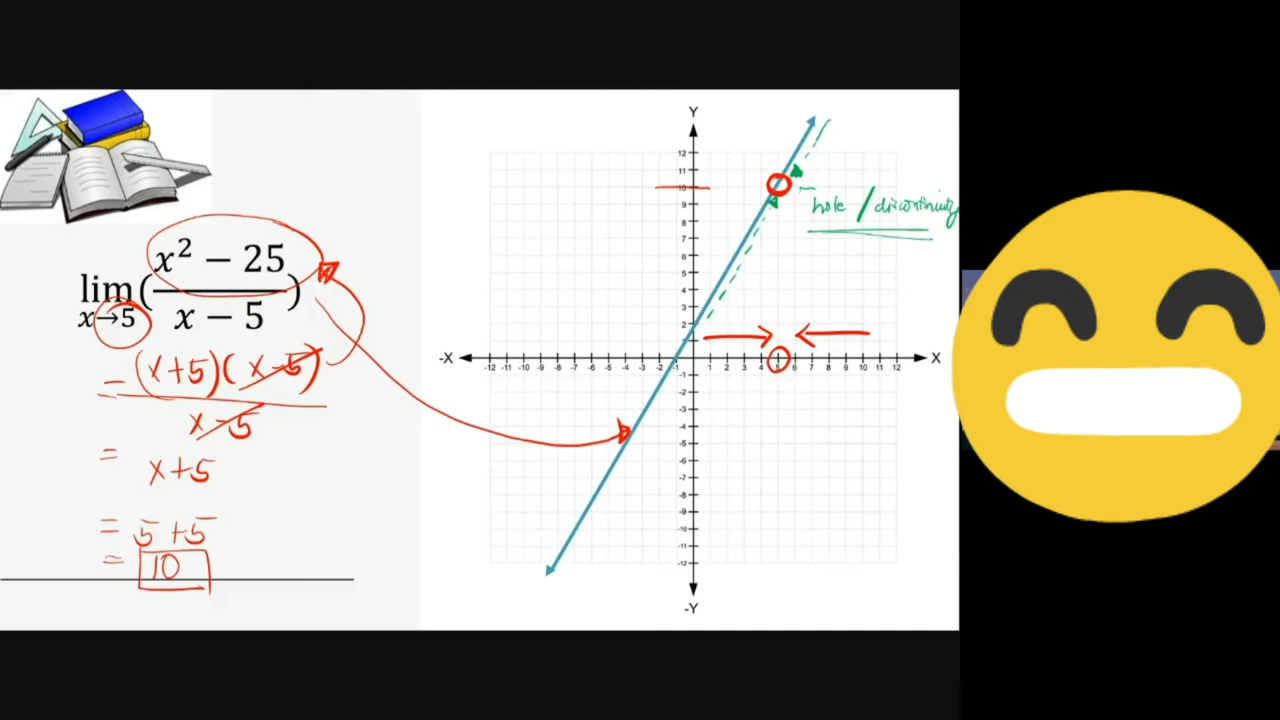 lim
x→5
(x² − 25 / x − 5)
= (x+5)(x-5)
x-5
=
x+5
= 5+5
= 10
Y
12
11
10
9
8
7
6
5
4
3
2
hole / discontinuity
-X -12 -11 -10 -9 -8 -7 -6 -5 -4 -3 -2 -1 1 2 3 4 5 6 7 8 9 10 11 12 X
-1
-2
-3
-4
-5
-6
-7
-8
-9
-10
-11
-12
-Y